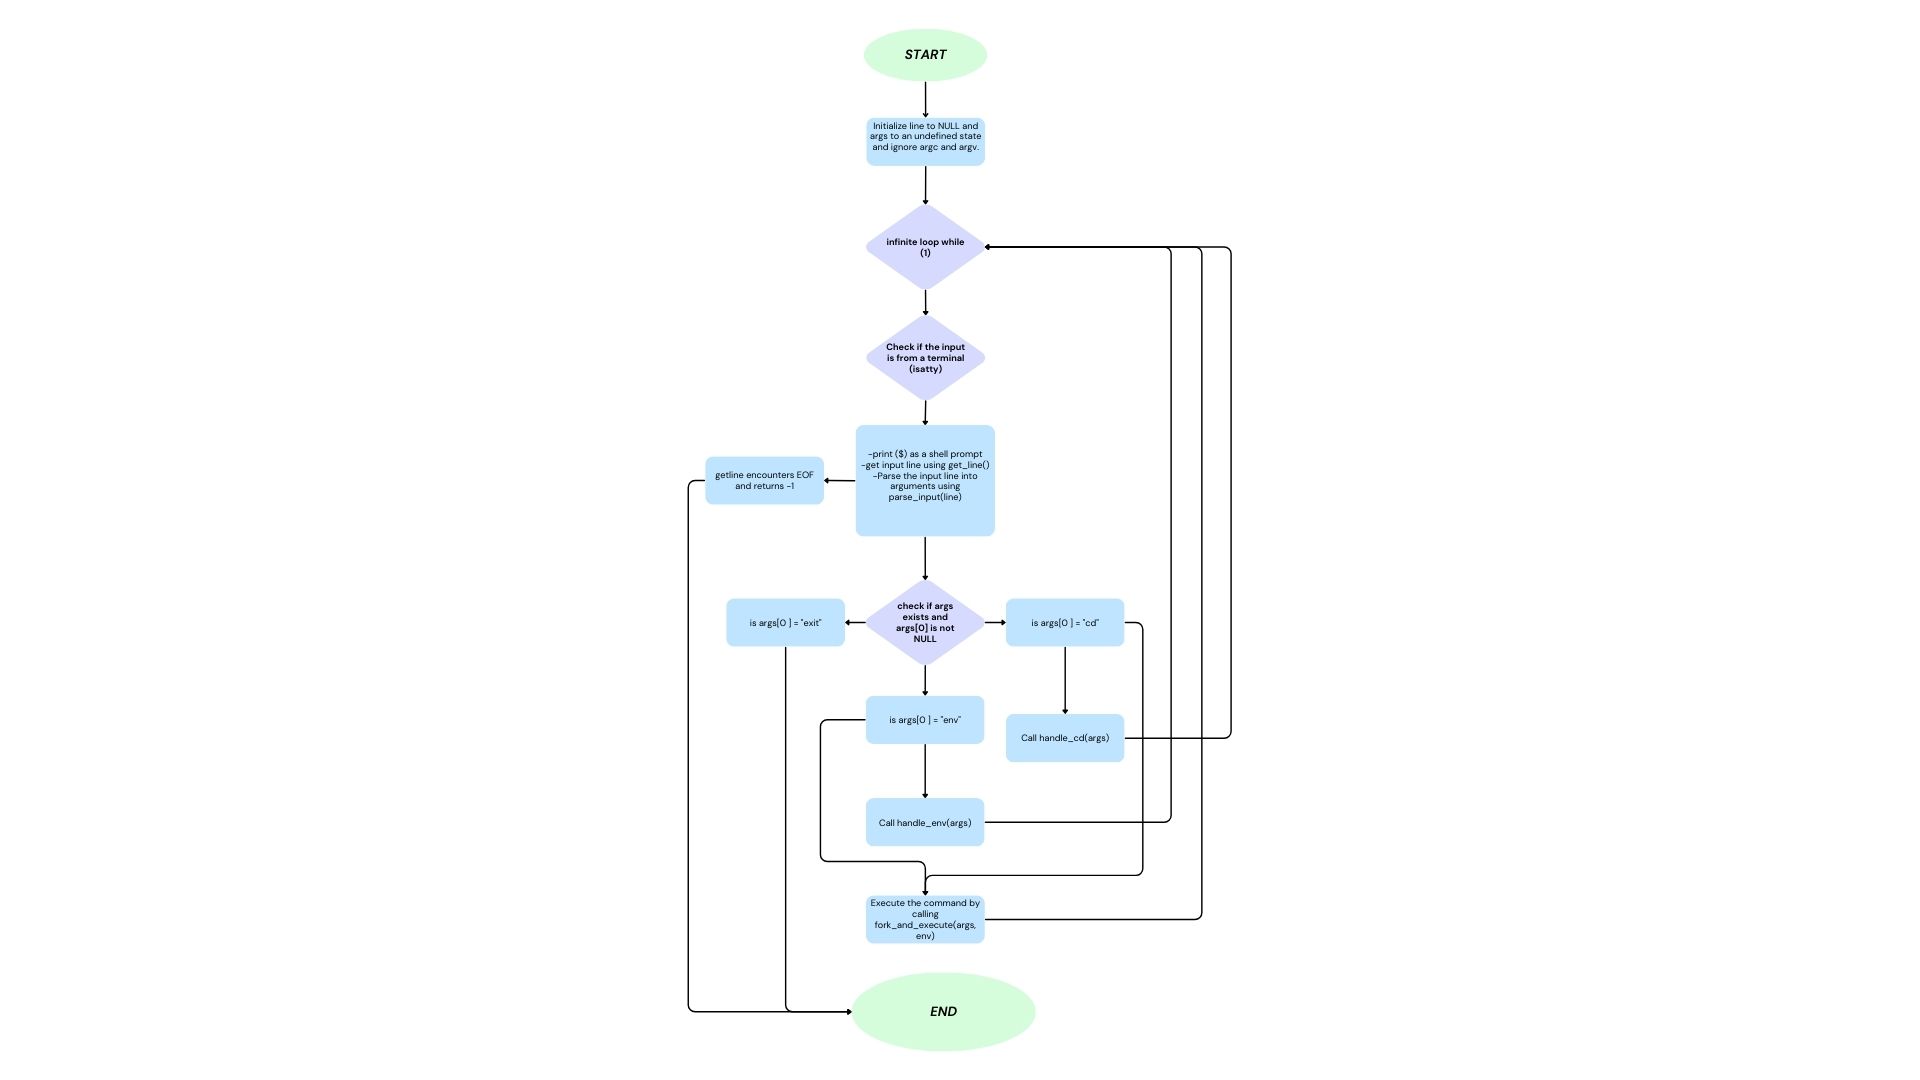 START
Initialize line to NULL and
args to an undefined state
and ignore argc and argv.
infinite loop while
(1)
Check if the input
is from a terminal
(isatty)
-print ($) as a shell prompt
-get input line using get_line()
-Parse the input line into
arguments using
parse_input(line)
getline encounters EOF
and returns -1
is args[0 ] = "exit"
check if args
exists and
args[0] is not
NULL
is args[0 ] = "cd"
is args[0 ] = "env"
Call handle_cd(args)
Call handle_env(args)
Execute the command by
calling
fork_and_execute(args,
env)
END